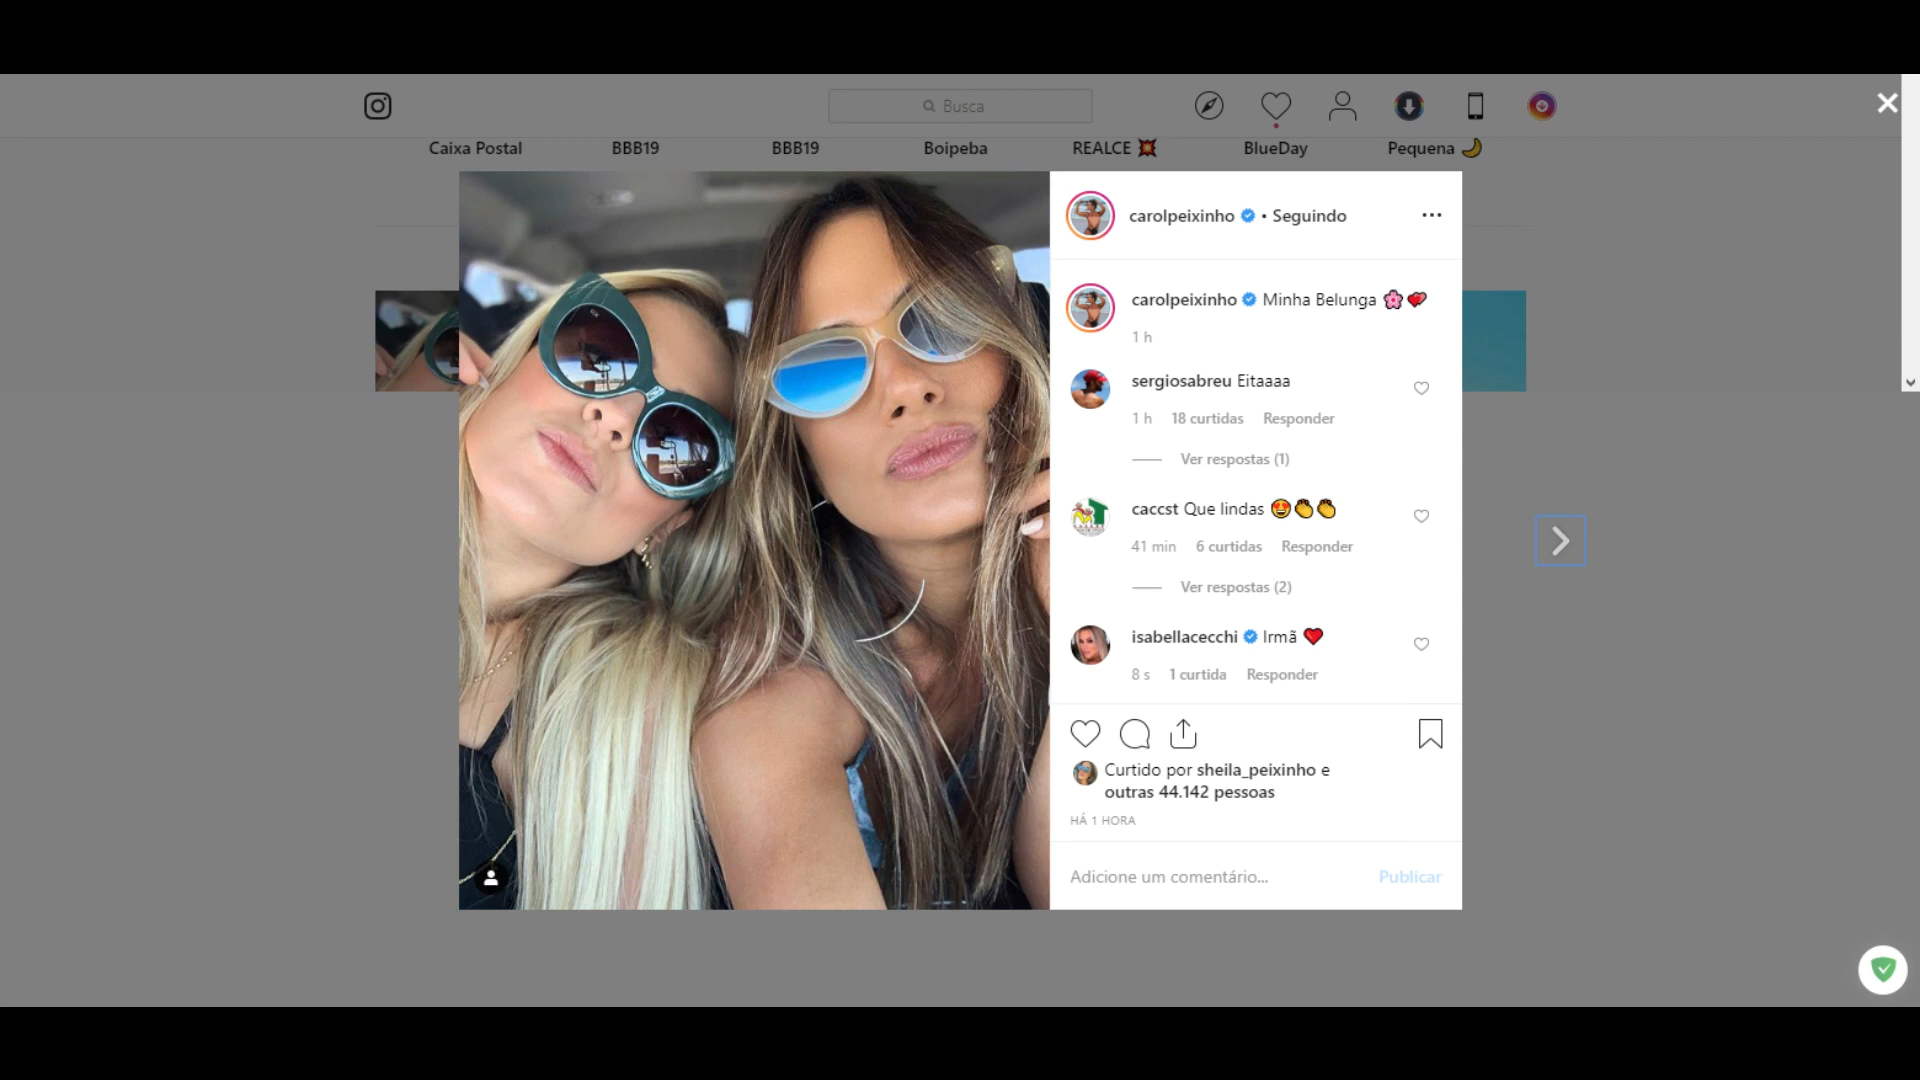 Busca
Caixa Postal
BBB19
BBB19
Boipeba
REALCE 💥
BlueDay
Pequena 🌙
carolpeixinho • Seguindo
carolpeixinho Minha Belunga 🌸💕
1 h
sergiosabreu Eitaaaa
1 h 18 curtidas Responder
Ver respostas (1)
caccst Que lindas 😍👏👏
41 min 6 curtidas Responder
Ver respostas (2)
isabellacecchi Irmã ❤️
8 s 1 curtida Responder
Curtido por sheila_peixinho e
outras 44.142 pessoas
HÁ 1 HORA
Adicione um comentário... Publicar